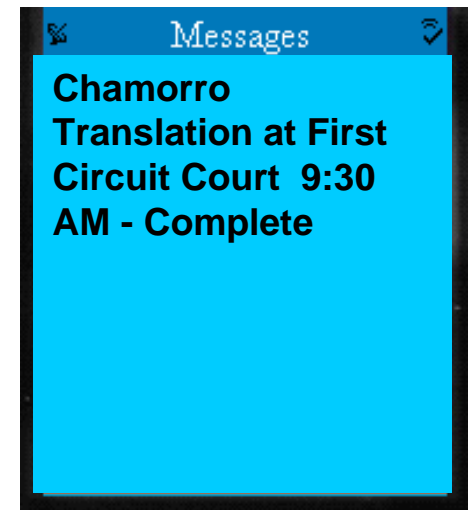 Messages
Chamorro
Translation at First
Circuit Court  9:30
AM - Complete